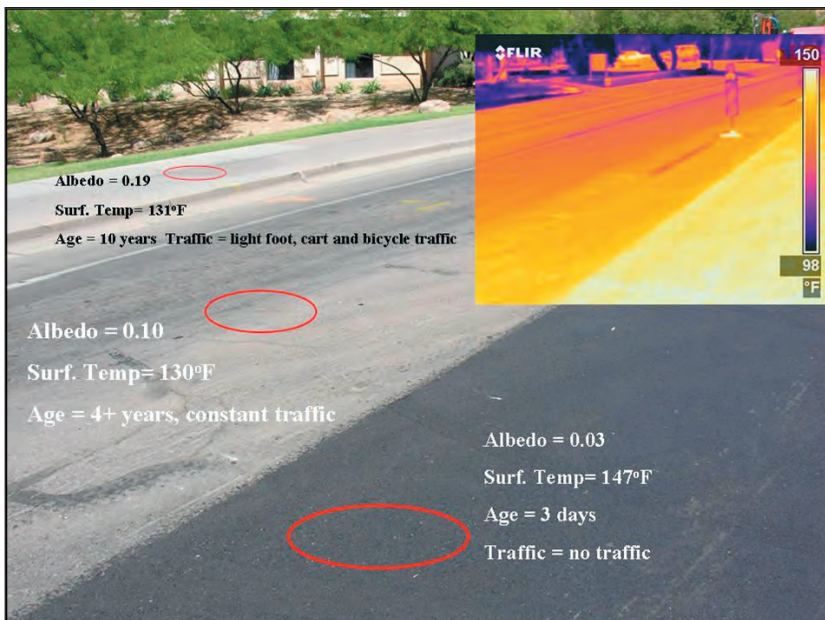 FLIR
150
98
°F
Albedo = 0.19
Surf. Temp= 131°F
Age = 10 years Traffic = light foot, cart and bicycle traffic
Albedo = 0.10
Surf. Temp= 130°F
Age = 4+ years, constant traffic
Albedo = 0.03
Surf. Temp= 147°F
Age = 3 days
Traffic = no traffic